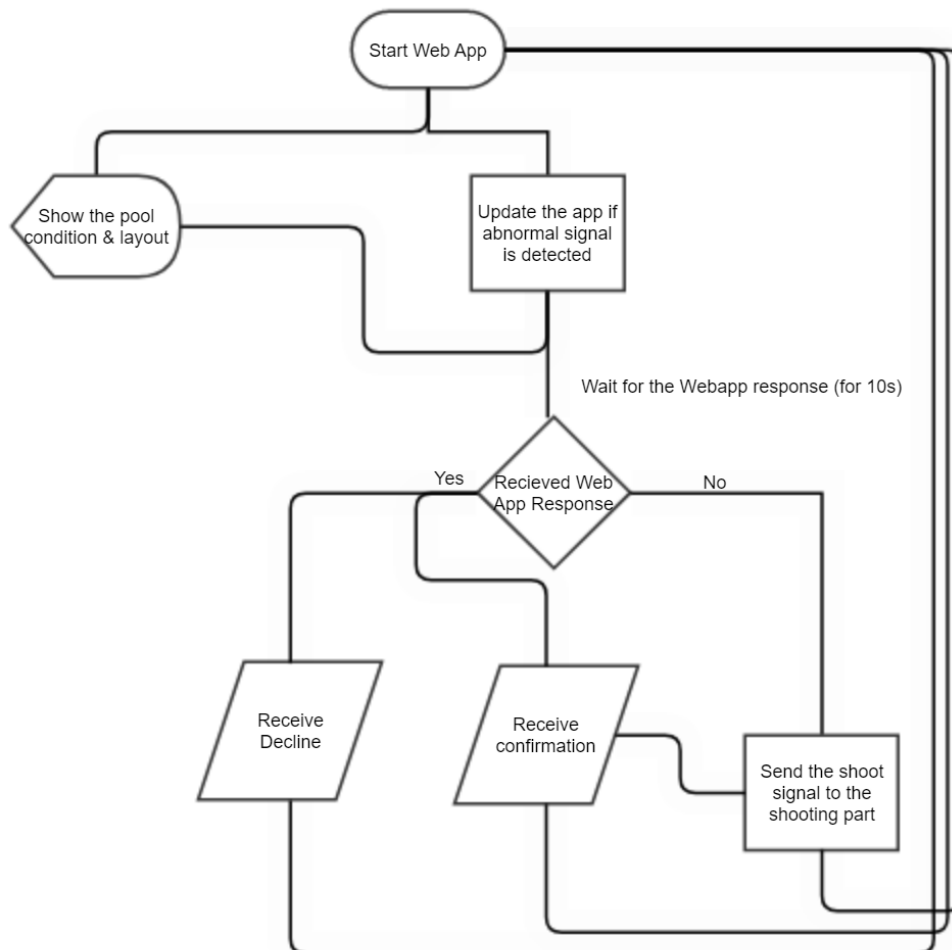 Start Web App
Show the pool
condition & layout
Update the app if
abnormal signal
is detected
Wait for the Webapp response (for 10s)
Yes
Recieved Web
App Response
No
Receive
Decline
Receive
confirmation
Send the shoot
signal to the
shooting part